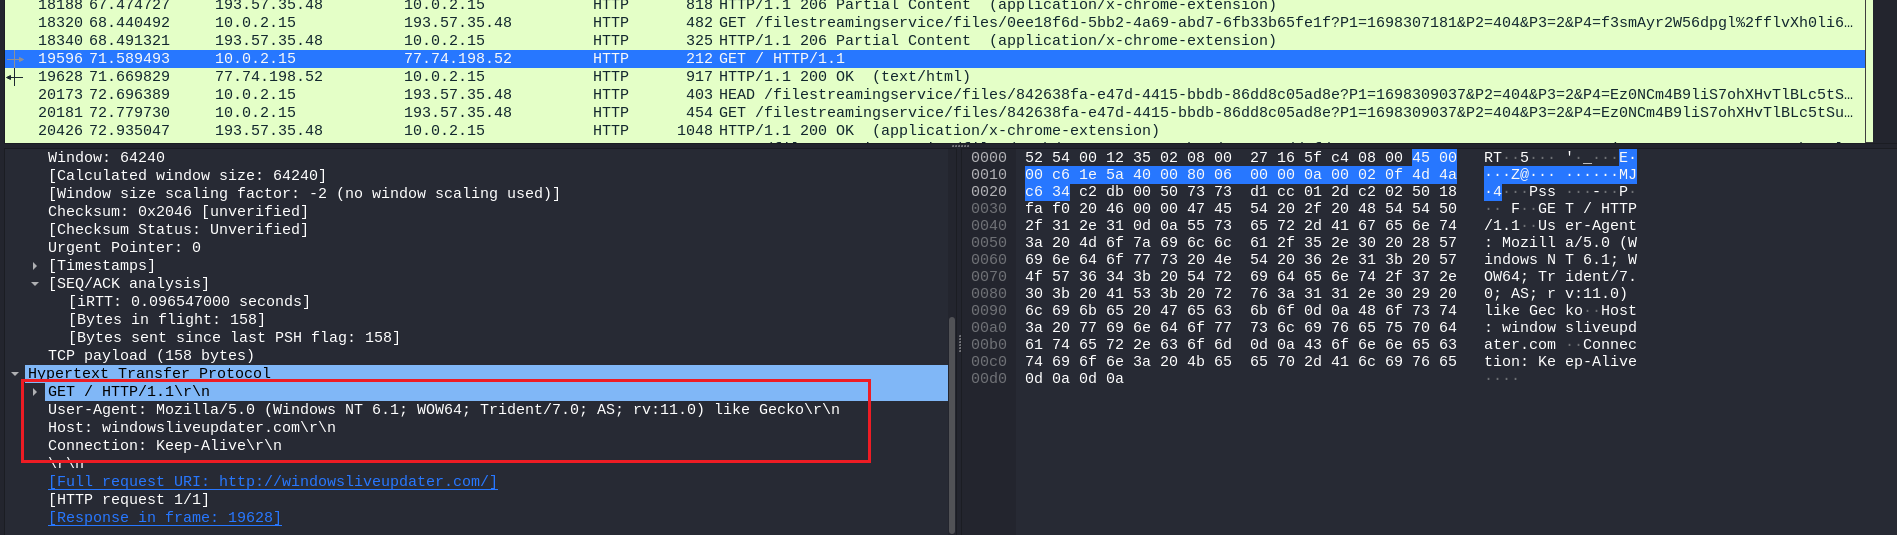 18188 67.474727 193.57.35.48 10.0.2.15 HTTP 818 HTTP/1.1 206 Partial Content (application/x-chrome-extension)
18320 68.440492 10.0.2.15 193.57.35.48 HTTP 482 GET /filestreamingservice/files/0ee18f6d-5bb2-4a69-abd7-6fb33b65fe1f?P1=1698307181&P2=404&P3=2&P4=f3smAyr2W56dpgl%2fflvXh0li6…
18340 68.491321 193.57.35.48 10.0.2.15 HTTP 325 HTTP/1.1 206 Partial Content (application/x-chrome-extension)
19596 71.589493 10.0.2.15 77.74.198.52 HTTP 212 GET / HTTP/1.1
19628 71.669829 77.74.198.52 10.0.2.15 HTTP 917 HTTP/1.1 200 OK (text/html)
20173 72.696389 10.0.2.15 193.57.35.48 HTTP 403 HEAD /filestreamingservice/files/842638fa-e47d-4415-bbdb-86dd8c05ad8e?P1=1698309037&P2=404&P3=2&P4=Ez0NCm4B9liS7ohXHvTlBLc5tS…
20181 72.779730 10.0.2.15 193.57.35.48 HTTP 454 GET /filestreamingservice/files/842638fa-e47d-4415-bbdb-86dd8c05ad8e?P1=1698309037&P2=404&P3=2&P4=Ez0NCm4B9liS7ohXHvTlBLc5tSu…
20426 72.935047 193.57.35.48 10.0.2.15 HTTP 1048 HTTP/1.1 200 OK (application/x-chrome-extension)
Window: 64240
[Calculated window size: 64240]
[Window size scaling factor: -2 (no window scaling used)]
Checksum: 0x2046 [unverified]
[Checksum Status: Unverified]
Urgent Pointer: 0
[Timestamps]
[SEQ/ACK analysis]
[iRTT: 0.096547000 seconds]
[Bytes in flight: 158]
[Bytes sent since last PSH flag: 158]
TCP payload (158 bytes)
Hypertext Transfer Protocol
GET / HTTP/1.1\r\n
User-Agent: Mozilla/5.0 (Windows NT 6.1; WOW64; Trident/7.0; AS; rv:11.0) like Gecko\r\n
Host: windowsliveupdater.com\r\n
Connection: Keep-Alive\r\n
\r\n
[Full request URI: http://windowsliveupdater.com/]
[HTTP request 1/1]
[Response in frame: 19628]
0000 52 54 00 12 35 02 08 00 27 16 5f c4 08 00 45 00 RT··5··· '·_···E·
0010 00 c6 1e 5a 40 00 80 06 00 00 0a 00 02 0f 4d 4a ···Z@··· ······MJ
0020 c6 34 c2 db 00 50 73 73 d1 cc 01 2d c2 02 50 18 ·4···Pss ···-··P·
0030 fa f0 20 46 00 00 47 45 54 20 2f 20 48 54 54 50 ·· F··GE T / HTTP
0040 2f 31 2e 31 0d 0a 55 73 65 72 2d 41 67 65 6e 74 /1.1··Us er-Agent
0050 3a 20 4d 6f 7a 69 6c 6c 61 2f 35 2e 30 20 28 57 : Mozill a/5.0 (W
0060 69 6e 64 6f 77 73 20 4e 54 20 36 2e 31 3b 20 57 indows N T 6.1; W
0070 4f 57 36 34 3b 20 54 72 69 64 65 6e 74 2f 37 2e OW64; Tr ident/7.
0080 30 3b 20 41 53 3b 20 72 76 3a 31 31 2e 30 29 20 0; AS; r v:11.0)
0090 6c 69 6b 65 20 47 65 63 6b 6f 0d 0a 48 6f 73 74 like Gec ko··Host
00a0 3a 20 77 69 6e 64 6f 77 73 6c 69 76 65 75 70 64 : window sliveupd
00b0 61 74 65 72 2e 63 6f 6d 0d 0a 43 6f 6e 6e 65 63 ater.com ··Connec
00c0 74 69 6f 6e 3a 20 4b 65 65 70 2d 41 6c 69 76 65 tion: Ke ep-Alive
00d0 0d 0a 0d 0a ····